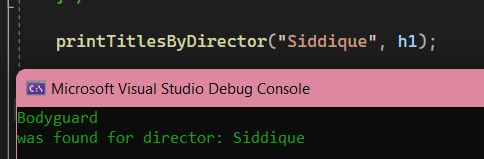 printTitlesByDirector("Siddique", h1);
C:\ Microsoft Visual Studio Debug Console
Bodyguard
was found for director: Siddique